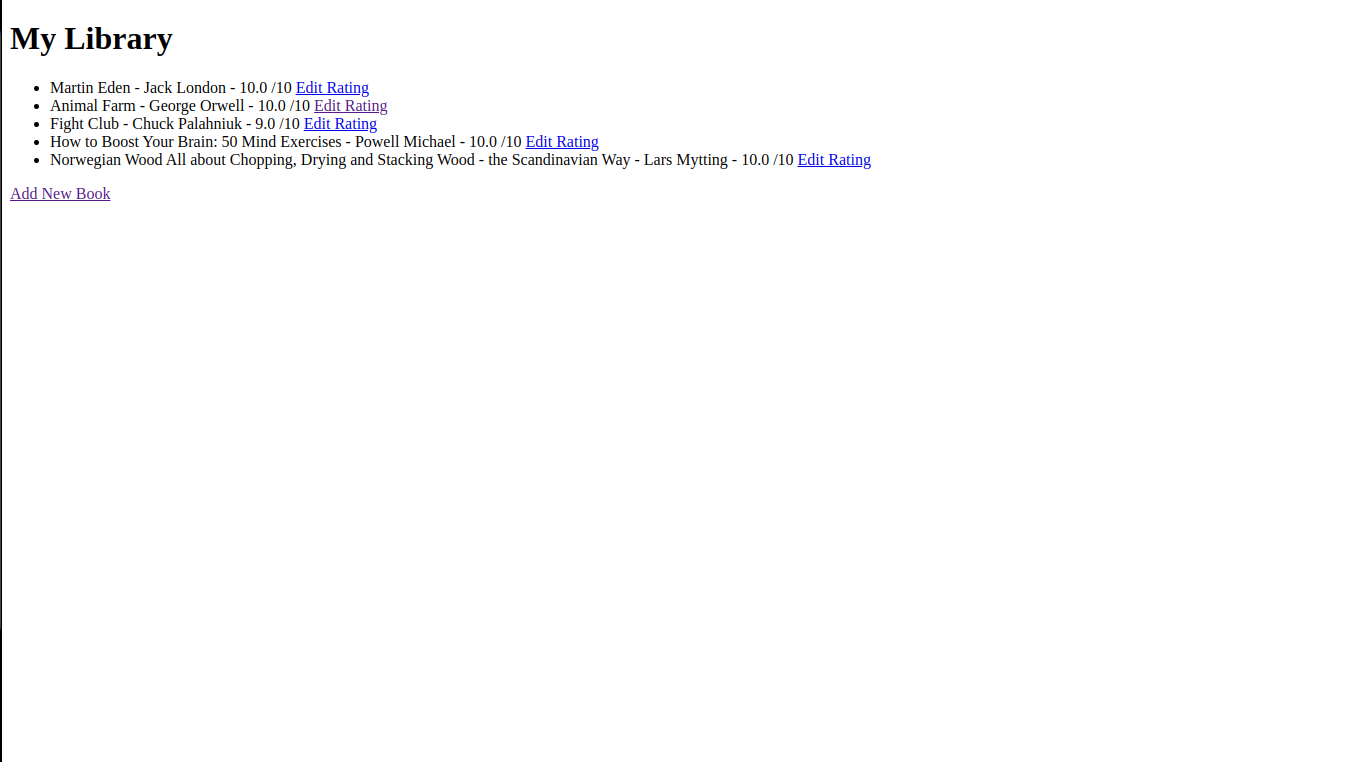 My Library
Martin Eden - Jack London - 10.0 /10 Edit Rating
Animal Farm - George Orwell - 10.0 /10 Edit Rating
Fight Club - Chuck Palahniuk - 9.0 /10 Edit Rating
How to Boost Your Brain: 50 Mind Exercises - Powell Michael - 10.0 /10 Edit Rating
Norwegian Wood All about Chopping, Drying and Stacking Wood - the Scandinavian Way - Lars Mytting - 10.0 /10 Edit Rating
Add New Book